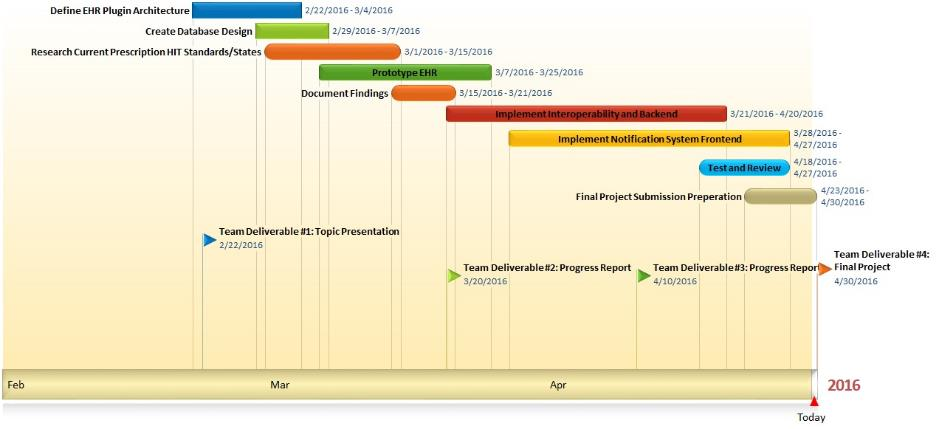 Define EHR Plugin Architecture 2/22/2016 - 3/4/2016
Create Database Design 2/29/2016 - 3/7/2016
Research Current Prescription HIT Standards/States 3/1/2016 - 3/15/2016
Prototype EHR 3/7/2016 - 3/25/2016
Document Findings 3/15/2016 - 3/21/2016
Implement Interoperability and Backend 3/21/2016 - 4/20/2016
Implement Notification System Frontend 3/28/2016 -
4/27/2016
Test and Review 4/18/2016 -
4/27/2016
Final Project Submission Preperation 4/23/2016 -
4/30/2016
Team Deliverable #1: Topic Presentation
2/22/2016
Team Deliverable #2: Progress Report
3/20/2016
Team Deliverable #3: Progress Report
4/10/2016
Team Deliverable #4:
Final Project
4/30/2016
Feb Mar Apr 2016
Today